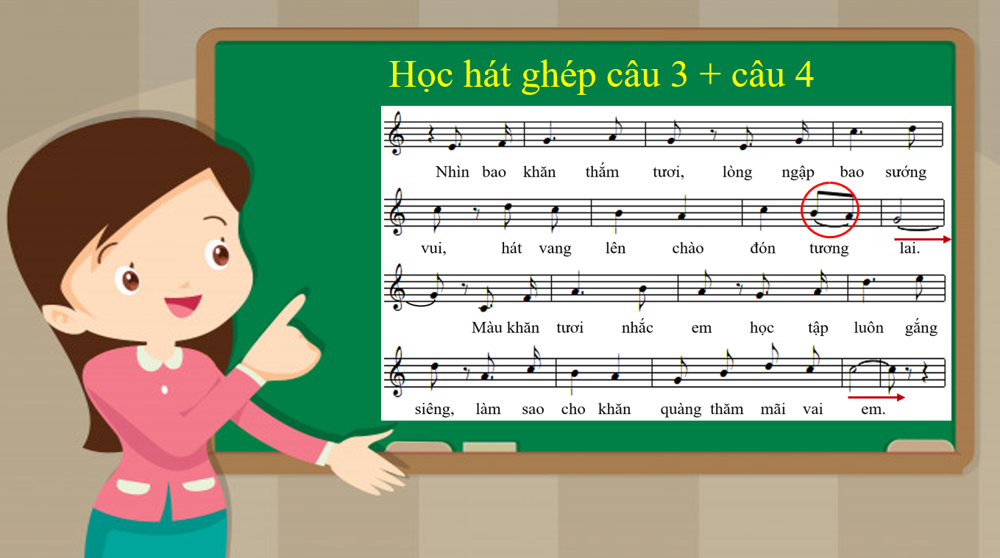 Học hát ghép câu 3 + câu 4
Nhìn bao khăn thắm tươi, lòng ngập bao sướng
vui, hát vang lên chào đón tương lai.
Màu khăn tươi nhắc em học tập luôn gắng
siêng, làm sao cho khăn quàng thăm mãi vai em.